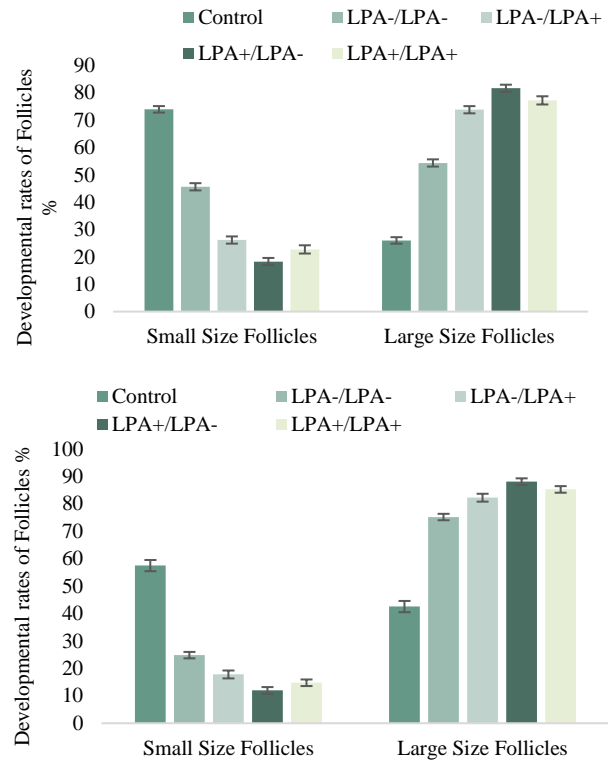 Control LPA-/LPA- LPA-/LPA+
LPA+/LPA- LPA+/LPA+
Developmental rates of Follicles
%
90
80
70
60
50
40
30
20
10
0
Small Size Follicles Large Size Follicles
Control LPA-/LPA- LPA-/LPA+
LPA+/LPA- LPA+/LPA+
Developmental rates of Follicles %
100
90
80
70
60
50
40
30
20
10
0
Small Size Follicles Large Size Follicles